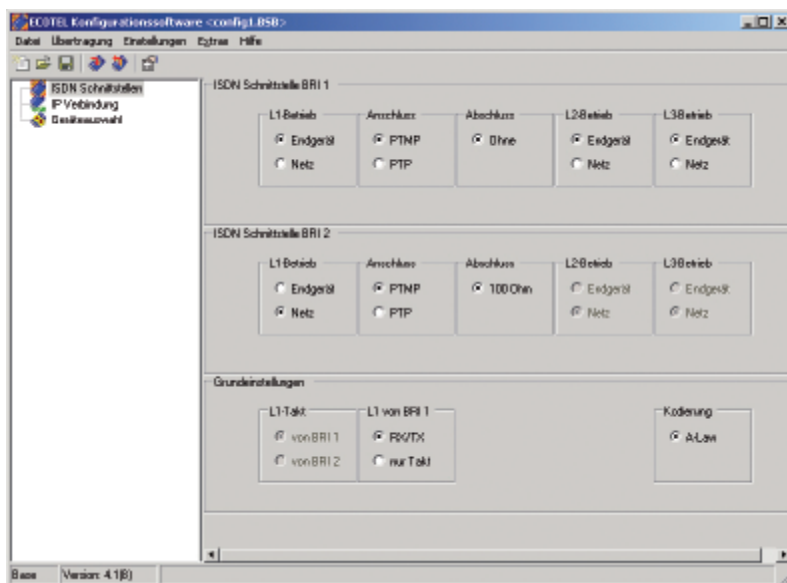 ECOTEL Konfigurationssoftware <config1.BSB>
Datei Übertragung Einstellungen Extras Hilfe
ISDN Schnittstellen
IP Verbindung
Geräteauswahl
ISDN Schnittstelle BRI 1
L1-Betrieb Anschluss Abschluss L2-Betrieb L3-Betrieb
Endgerät PTMP Ohne Endgerät Endgerät
Netz PTP Netz Netz
ISDN Schnittstelle BRI 2
L1-Betrieb Anschluss Abschluss L2-Betrieb L3-Betrieb
Endgerät PTMP 100 Ohm Endgerät Endgerät
Netz PTP Netz Netz
Grundeinstellungen
L1-Takt L1 von BRI 1 Kodierung
von BRI 1 RX/TX A-Law
von BRI 2 nur Takt
Base Version: 4.1(B)